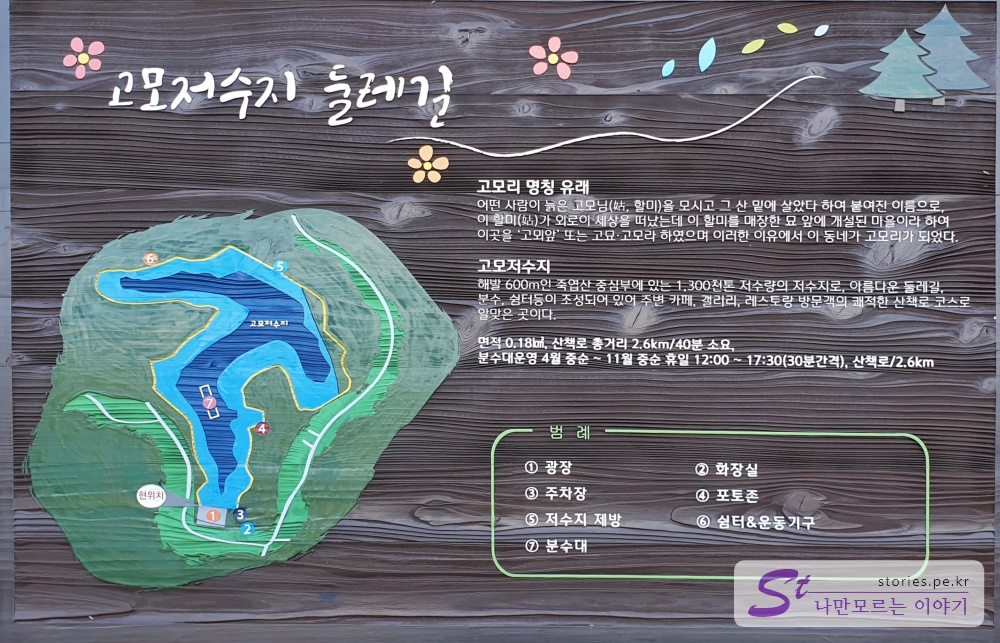 고모저수지 둘레길
고모리 명칭 유래
어떤 사람이 늙은 고모님(姑, 할미)을 모시고 그 산 밑에 살았다 하여 붙여진 이름으로,
이 할미(姑)가 외로이 세상을 떠났는데 이 할미를 매장한 묘 앞에 개설된 마을이라 하여
이곳을 '고뫼앞' 또는 고묘·고모라 하였으며 이러한 이유에서 이 동네가 고모리가 되었다.
고모저수지
해발 600m인 죽엽산 중심부에 있는 1,300천톤 저수량의 저수지로, 아름다운 둘레길,
분수, 쉼터등이 조성되어 있어 주변 카페, 갤러리, 레스토랑 방문객의 쾌적한 산책로 코스로
알맞은 곳이다.
면적 0.18㎢, 산책로 총거리 2.6km/40분 소요,
분수대운영 4월 중순 ~ 11월 중순 휴일 12:00 ~ 17:30(30분간격), 산책로/2.6km
6
5
고모저수지
7
4
현위치
1
3
2
범 례
① 광장
② 화장실
③ 주차장
④ 포토존
⑤ 저수지 제방
⑥ 쉼터&운동기구
⑦ 분수대
St
stories.pe.kr
나만모르는 이야기